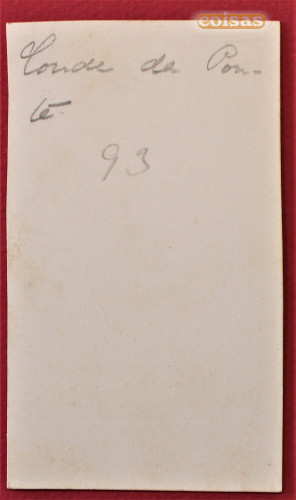 coisas
Conde da Pon-
te
93